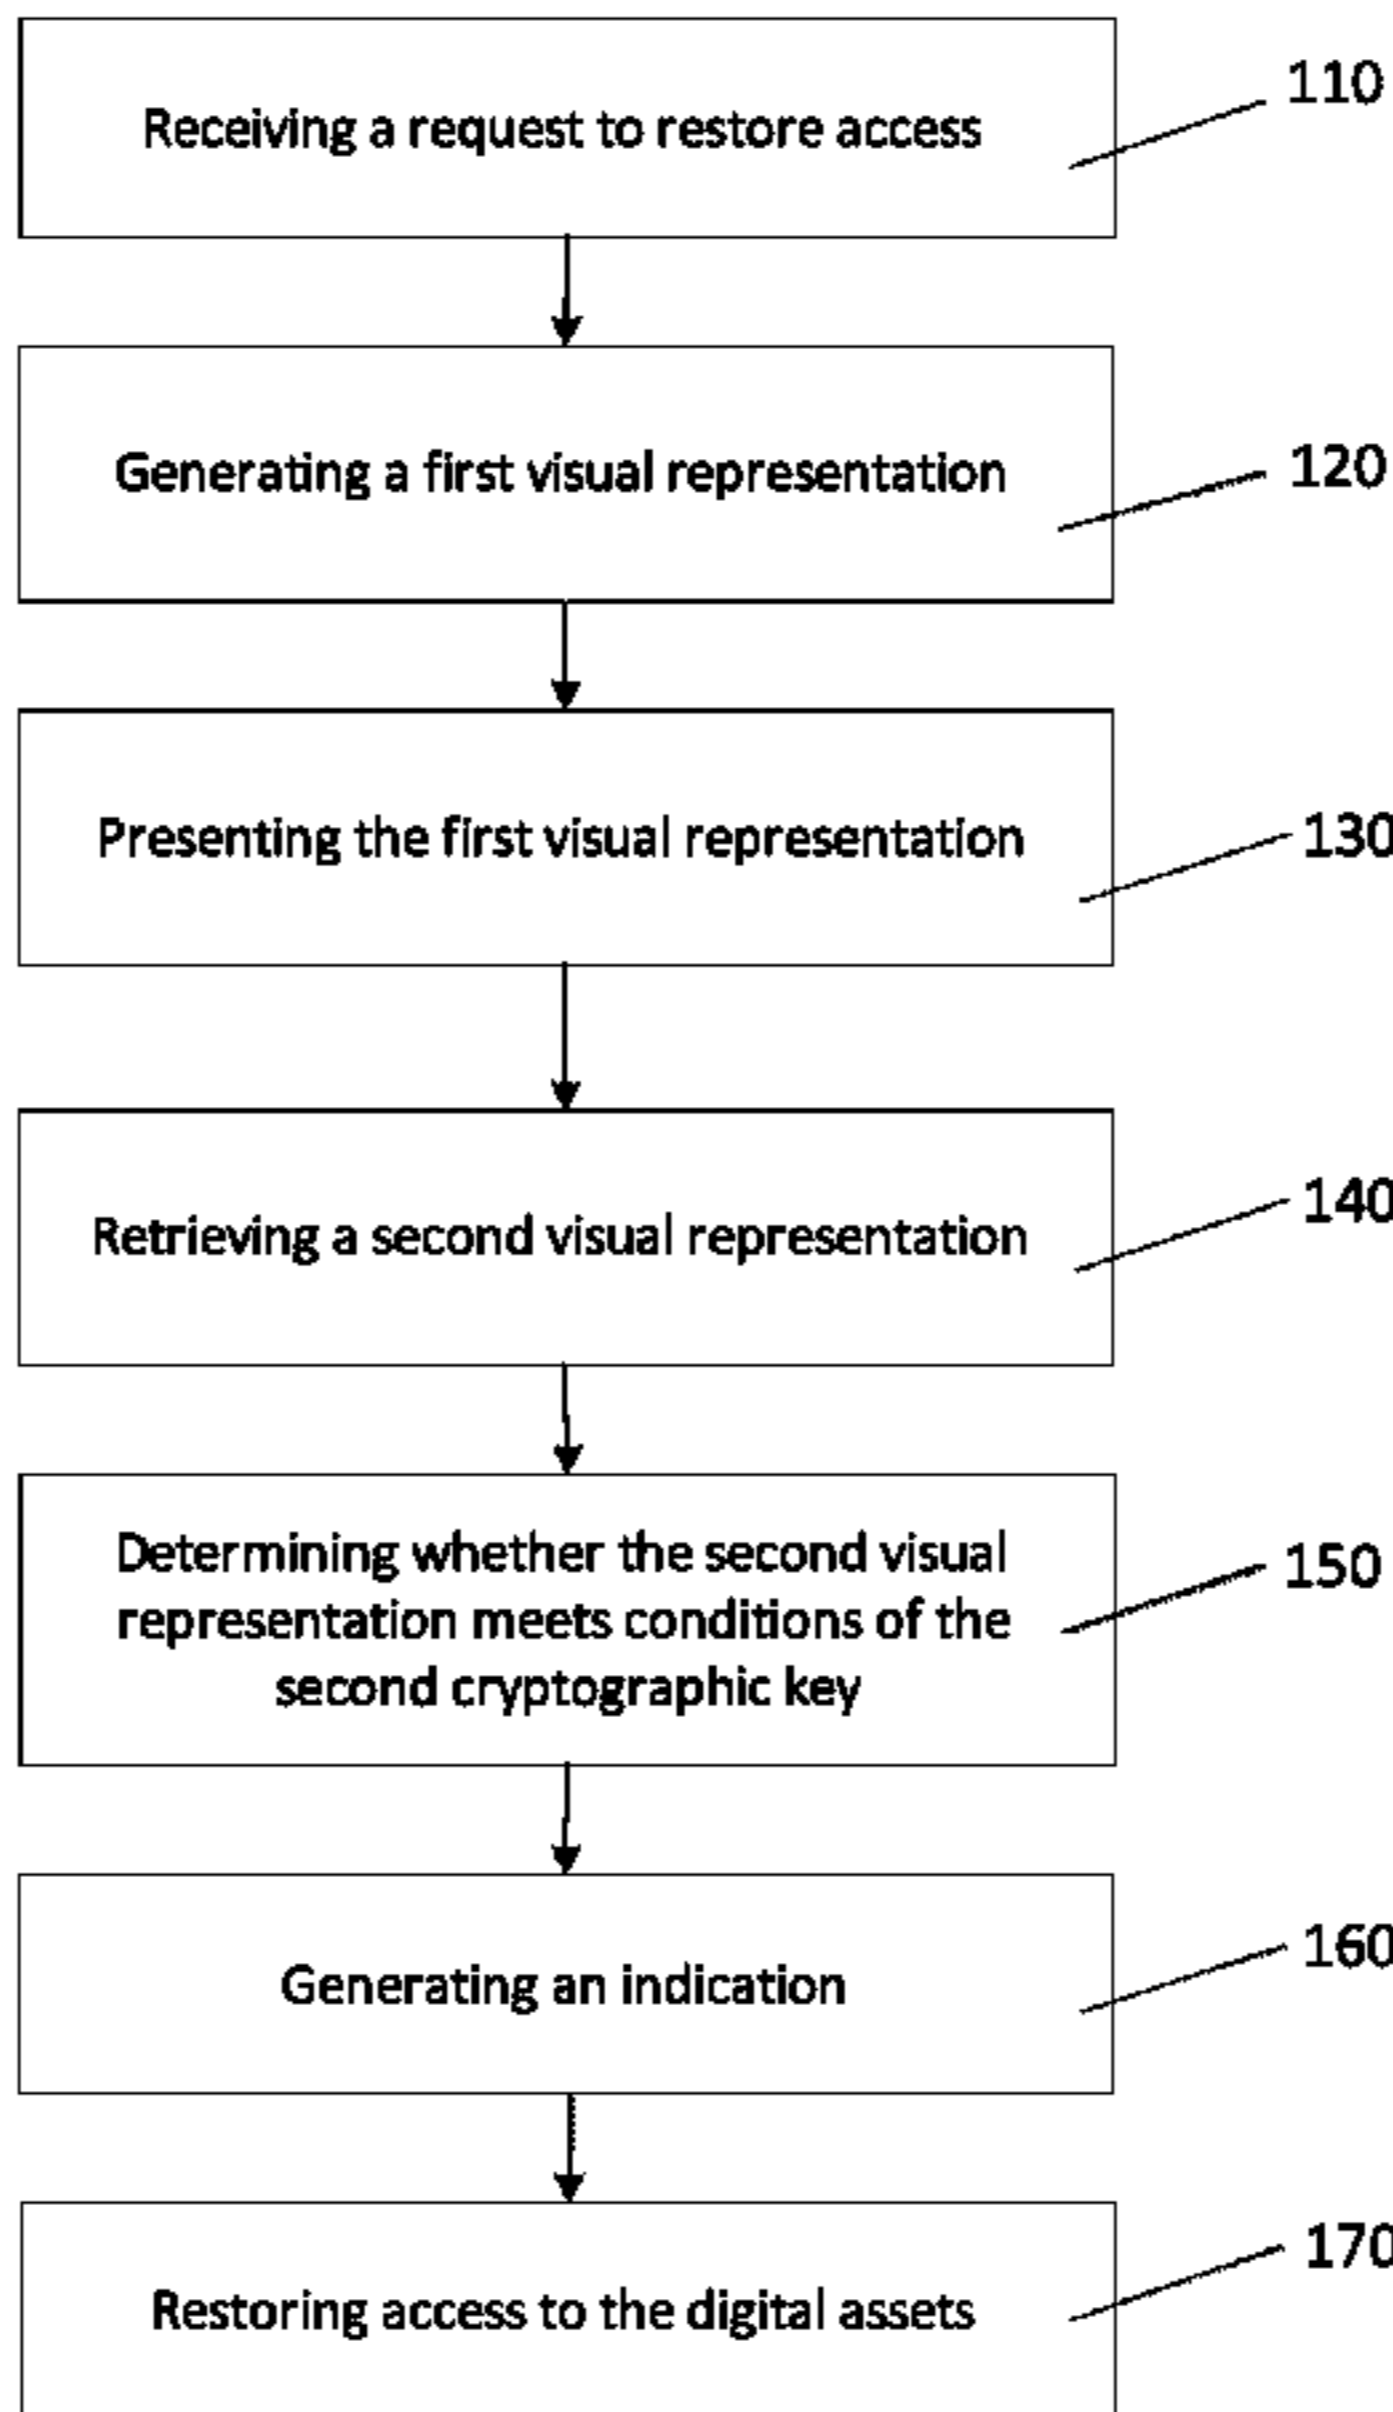 Receiving a request to restore access
110
Generating a first visual representation
120
Presenting the first visual representation
130
Retrieving a second visual representation
140
Determining whether the second visual
representation meets conditions of the
second cryptographic key
150
Generating an indication
160
Restoring access to the digital assets
170